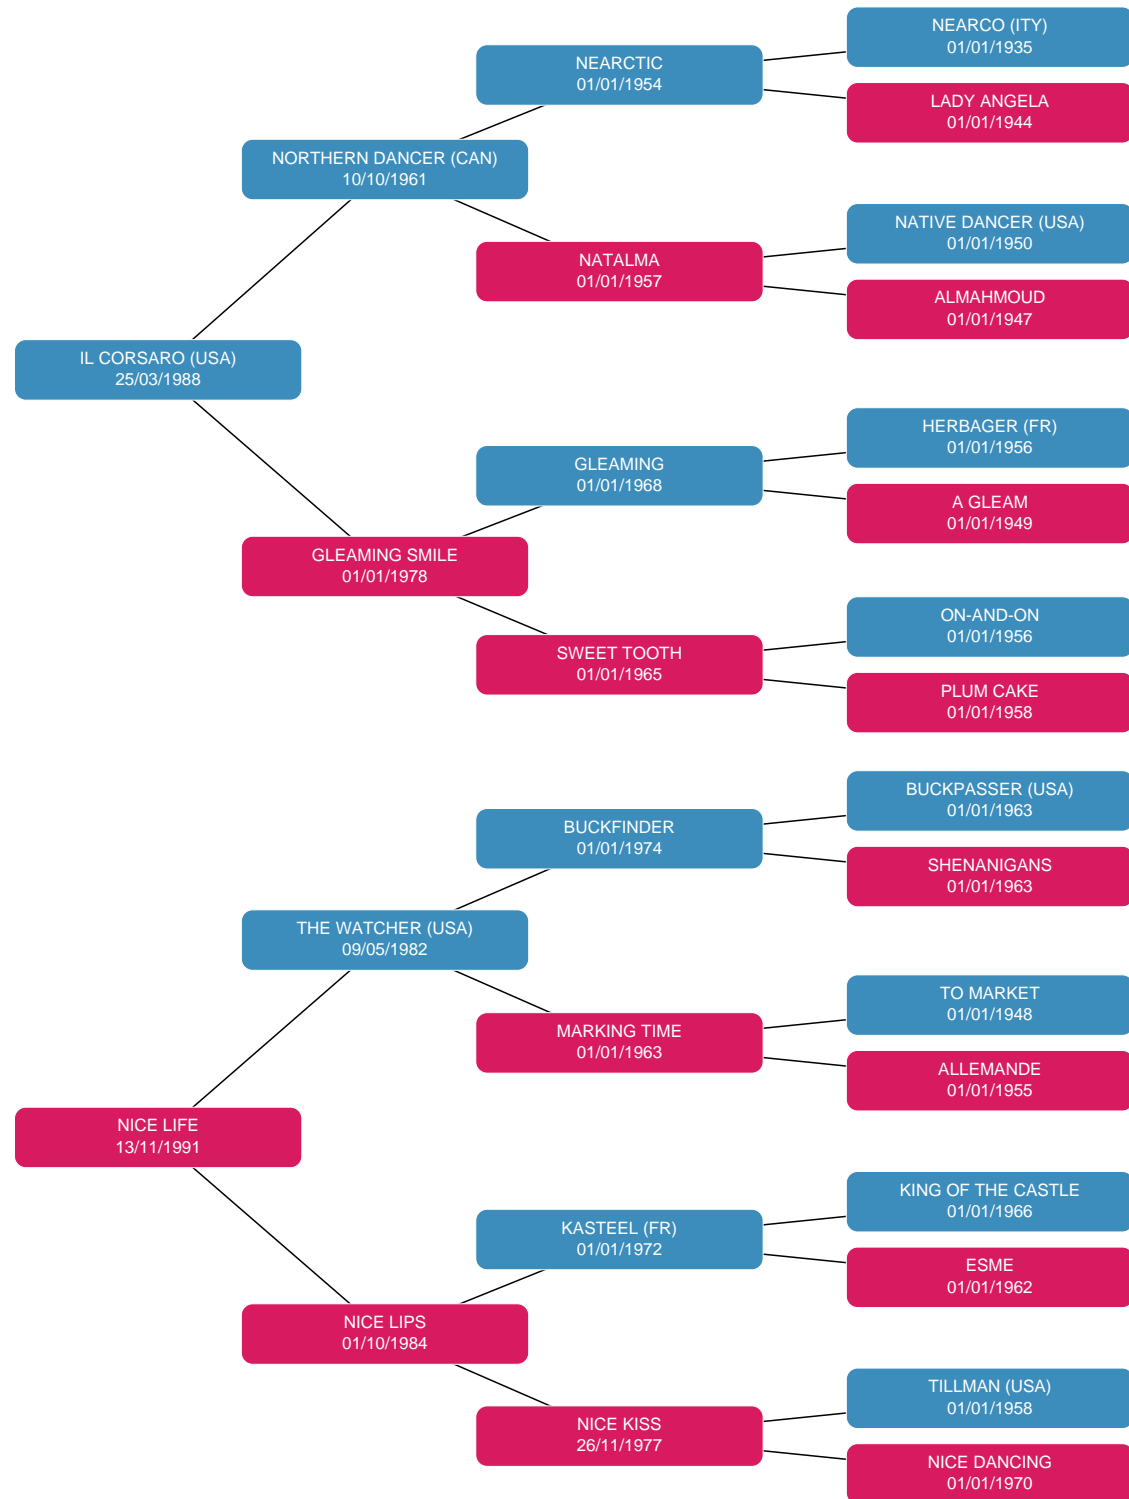 NEARCO (ITY)
01/01/1935
NEARCTIC
01/01/1954
LADY ANGELA
01/01/1944
NORTHERN DANCER (CAN)
10/10/1961
NATIVE DANCER (USA)
01/01/1950
NATALMA
01/01/1957
ALMAHMOUD
01/01/1947
IL CORSARO (USA)
25/03/1988
HERBAGER (FR)
01/01/1956
GLEAMING
01/01/1968
A GLEAM
01/01/1949
GLEAMING SMILE
01/01/1978
ON-AND-ON
01/01/1956
SWEET TOOTH
01/01/1965
PLUM CAKE
01/01/1958
BUCKPASSER (USA)
01/01/1963
BUCKFINDER
01/01/1974
SHENANIGANS
01/01/1963
THE WATCHER (USA)
09/05/1982
TO MARKET
01/01/1948
MARKING TIME
01/01/1963
ALLEMANDE
01/01/1955
NICE LIFE
13/11/1991
KING OF THE CASTLE
01/01/1966
KASTEEL (FR)
01/01/1972
ESME
01/01/1962
NICE LIPS
01/10/1984
TILLMAN (USA)
01/01/1958
NICE KISS
26/11/1977
NICE DANCING
01/01/1970